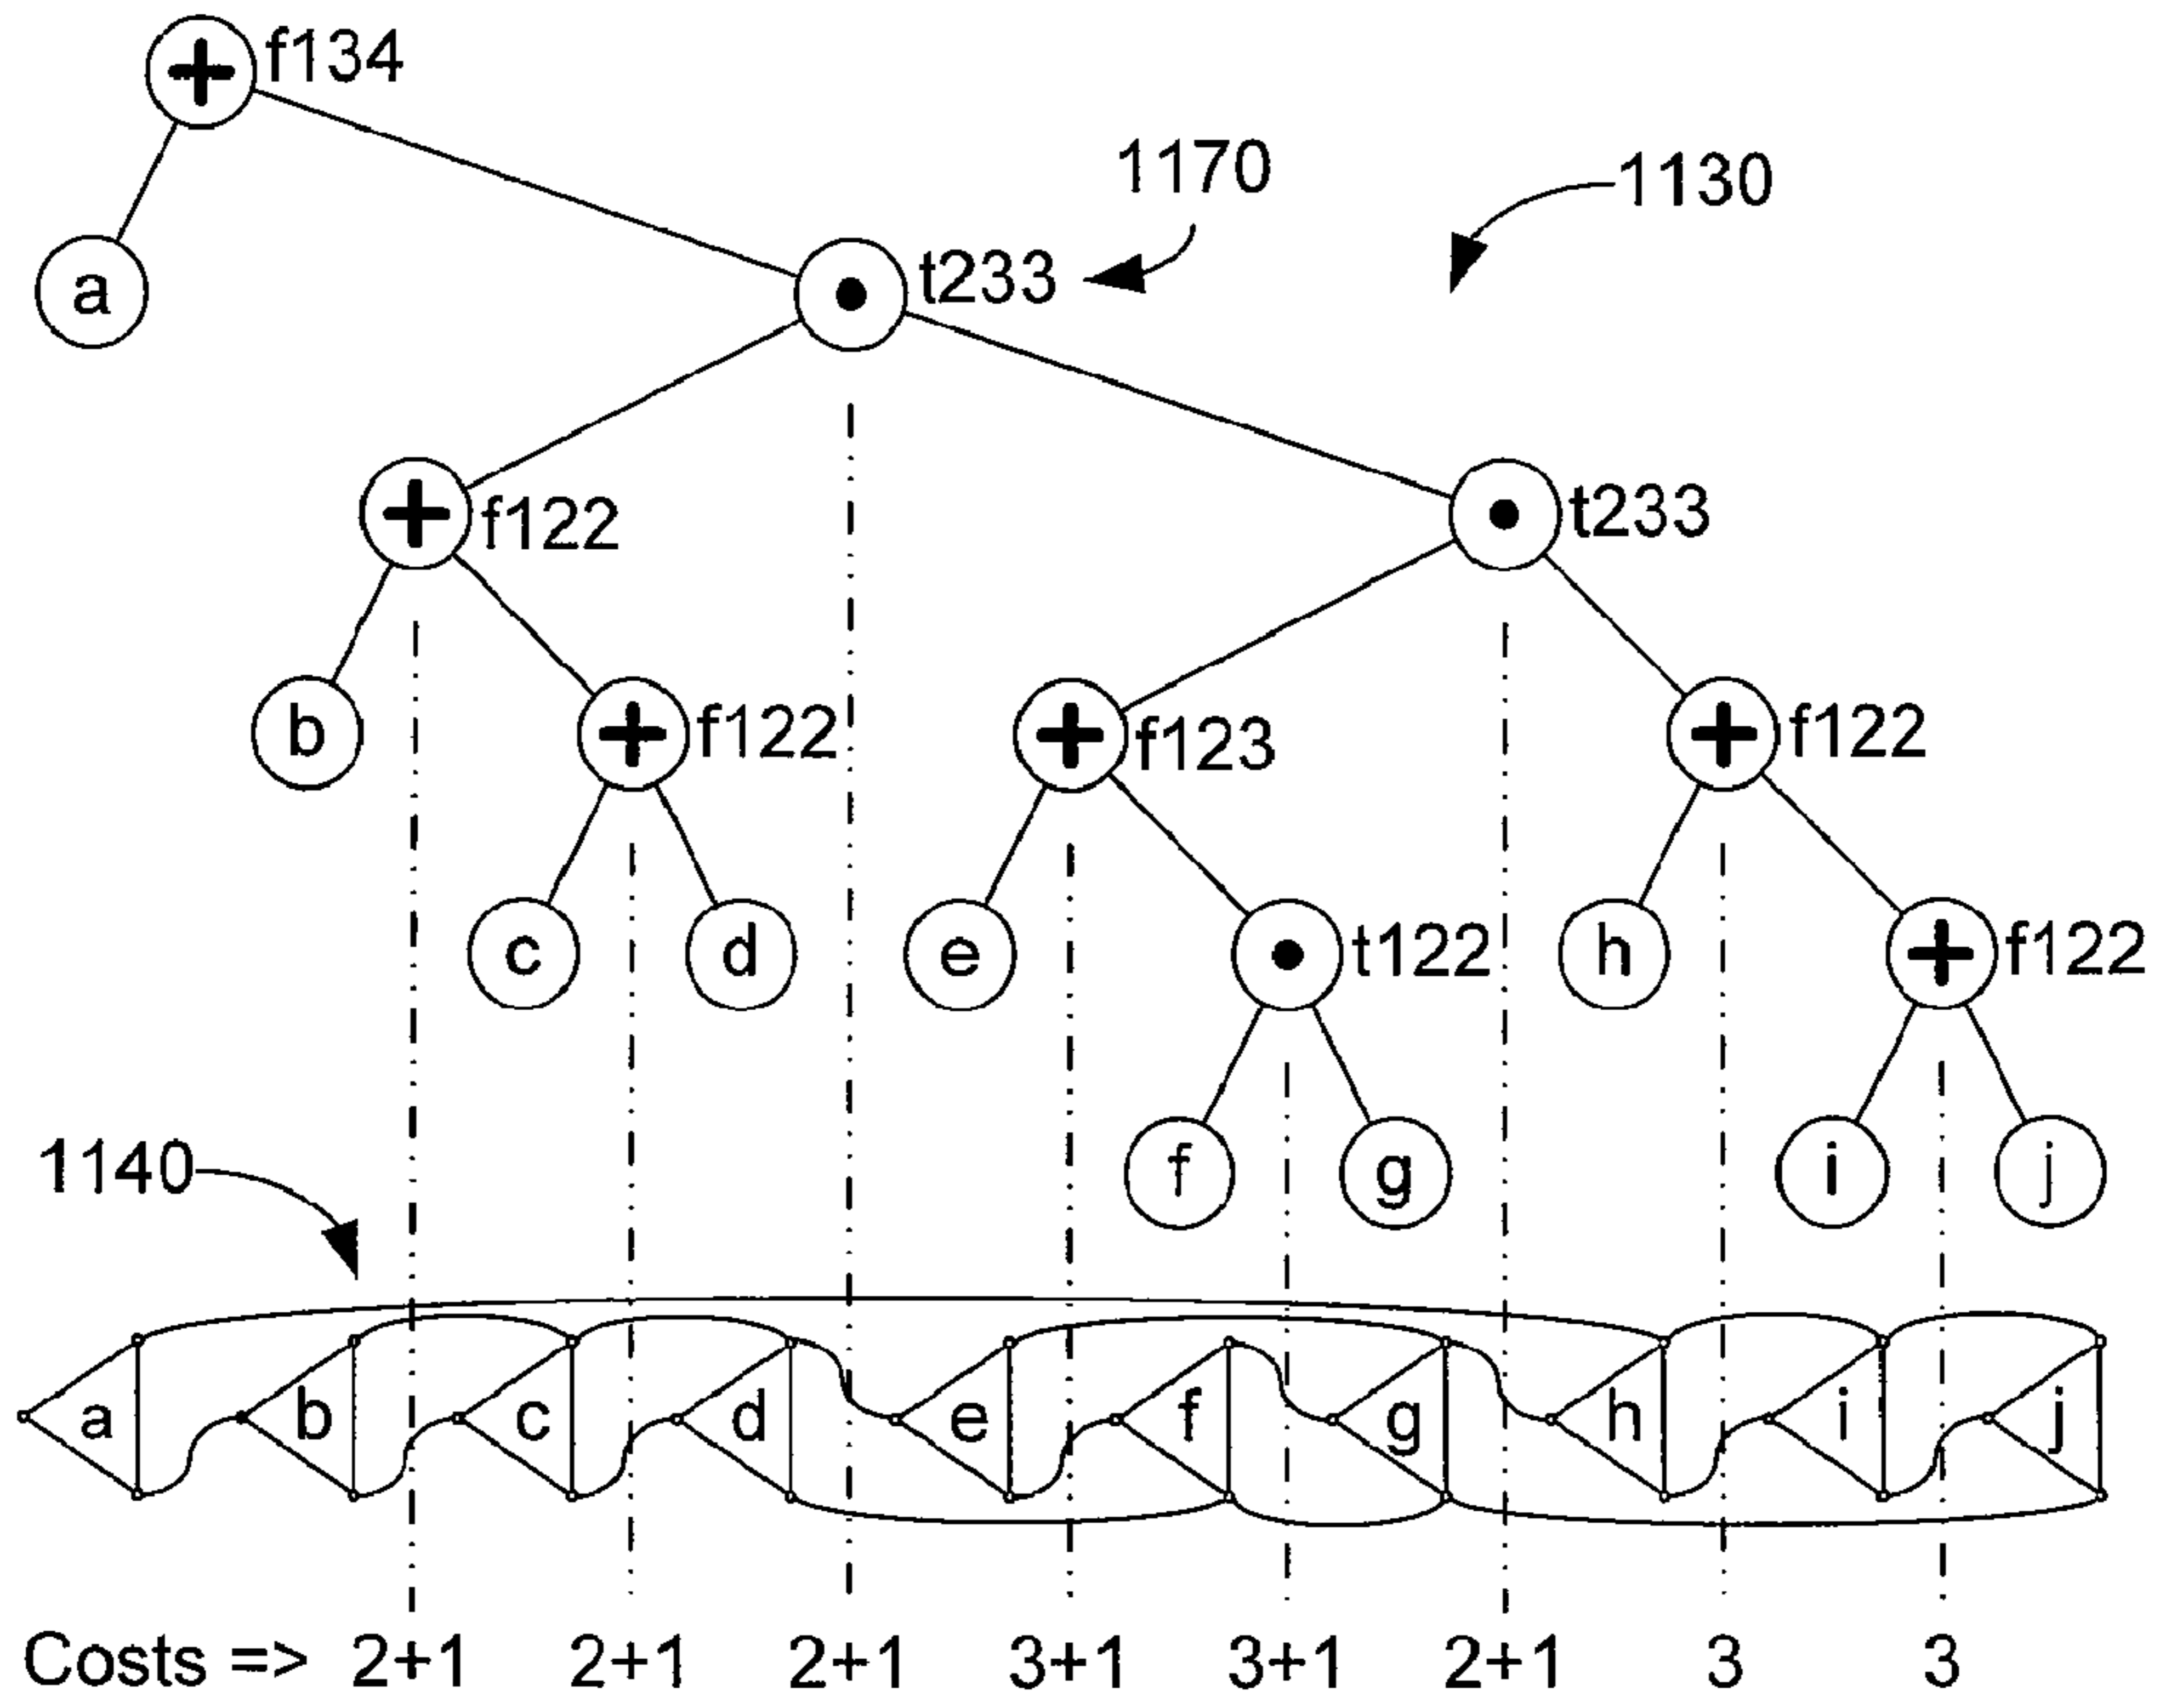 f134
1170
1130
a
t233
f122
t233
b
f122
f123
f122
c
d
e
t122
h
f122
1140
f
g
i
j
a b c d e f g h i j
Costs => 2+1 2+1 2+1 3+1 3+1 2+1 3 3